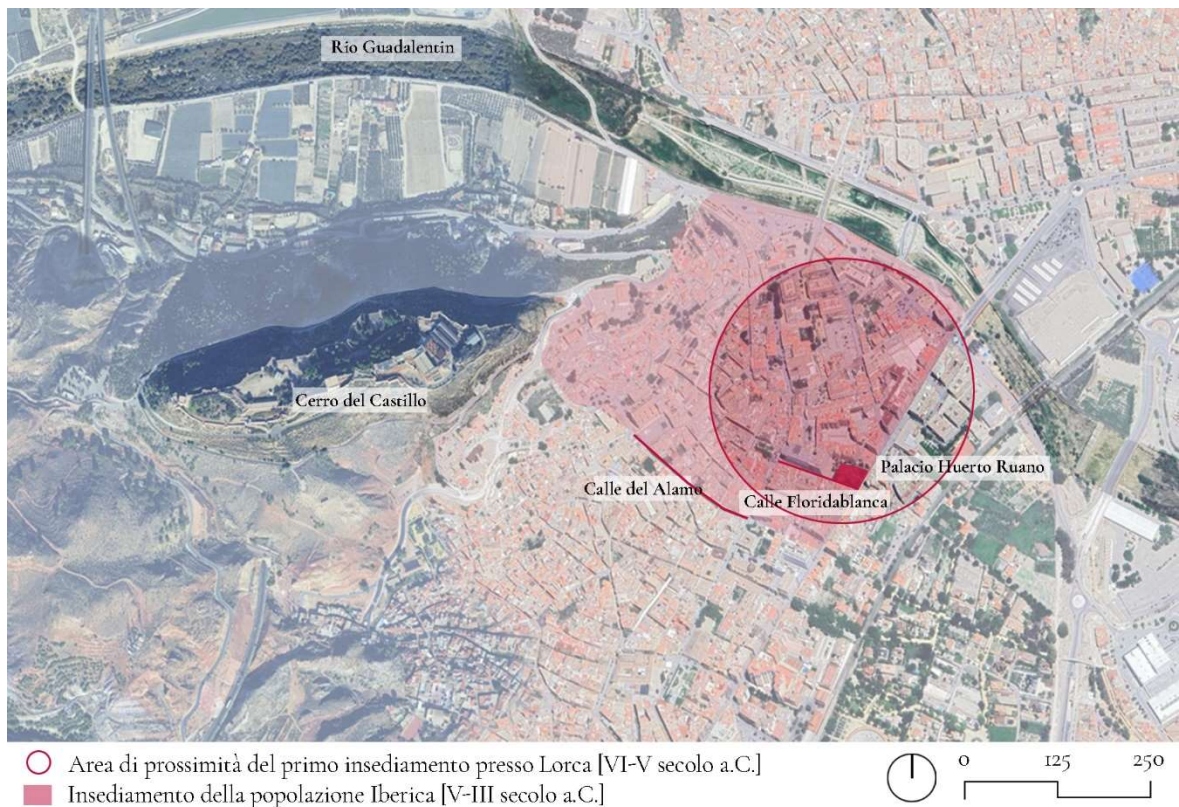 Río Guadalentin
Cerro del Castillo
Palacio Huerto Ruano
Calle del Alamo
Calle Floridablanca
Area di prossimità del primo insediamento presso Lorca [VI-V secolo a.C.]
0 125 250
Insediamento della popolazione Iberica [V-III secolo a.C.]